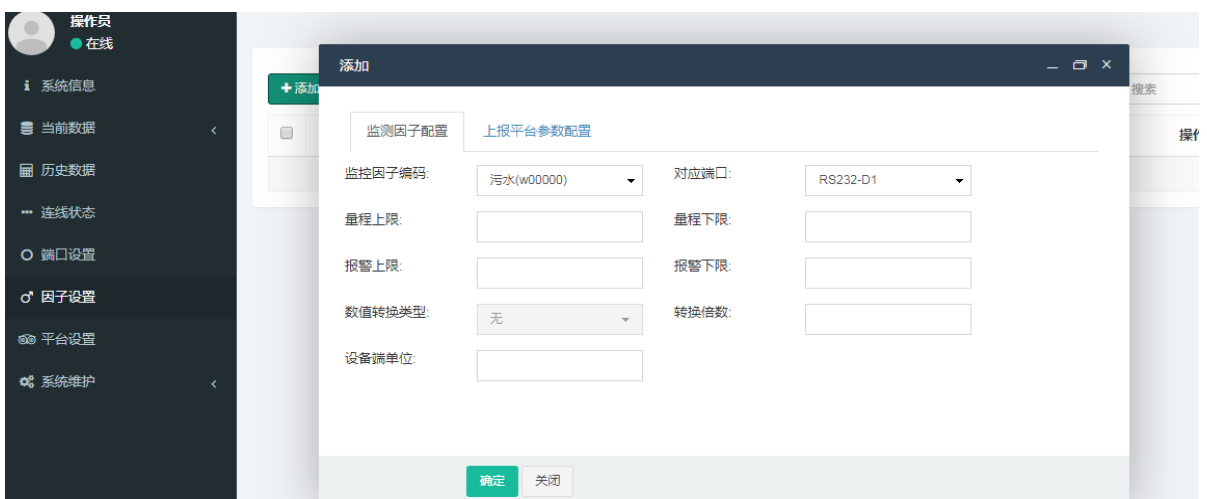 操作员
在线
系统信息
当前数据
历史数据
连线状态
端口设置
因子设置
平台设置
系统维护
添加
搜索
添加
监测因子配置 上报平台参数配置
监控因子编码: 污水(w00000) 对应端口: RS232-D1
量程上限: 量程下限:
报警上限: 报警下限:
数值转换类型: 无 转换倍数:
设备端单位:
确定 关闭